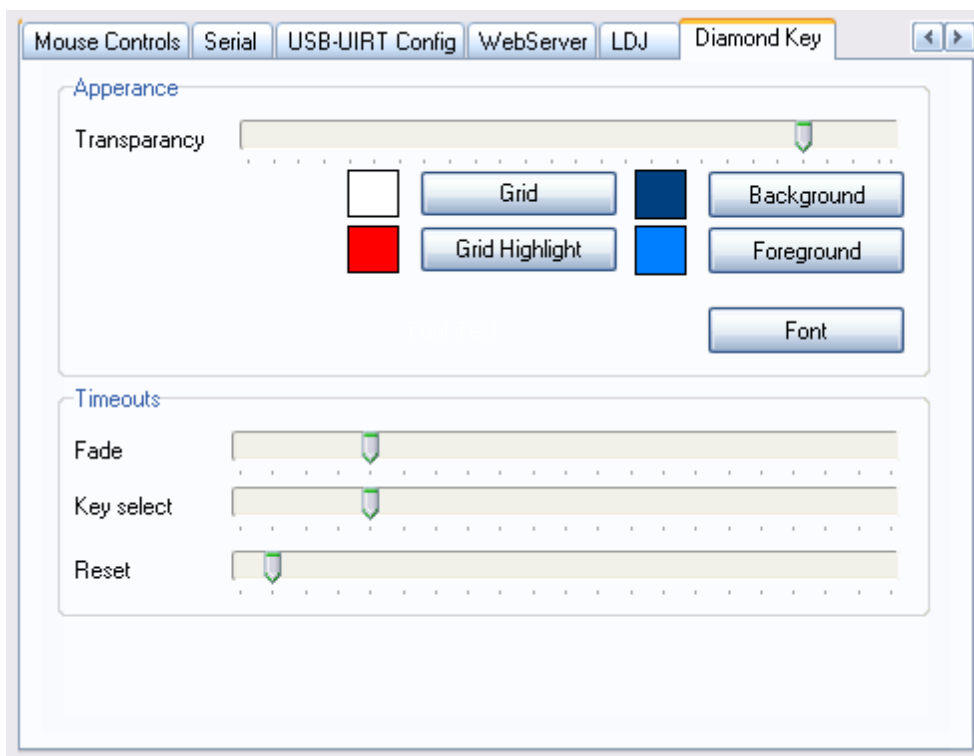 Mouse Controls Serial USB-UIRT Config WebServer LDJ Diamond Key
Apperance
Transparancy
Grid Background
Grid Highlight Foreground
Font
Timeouts
Fade
Key select
Reset